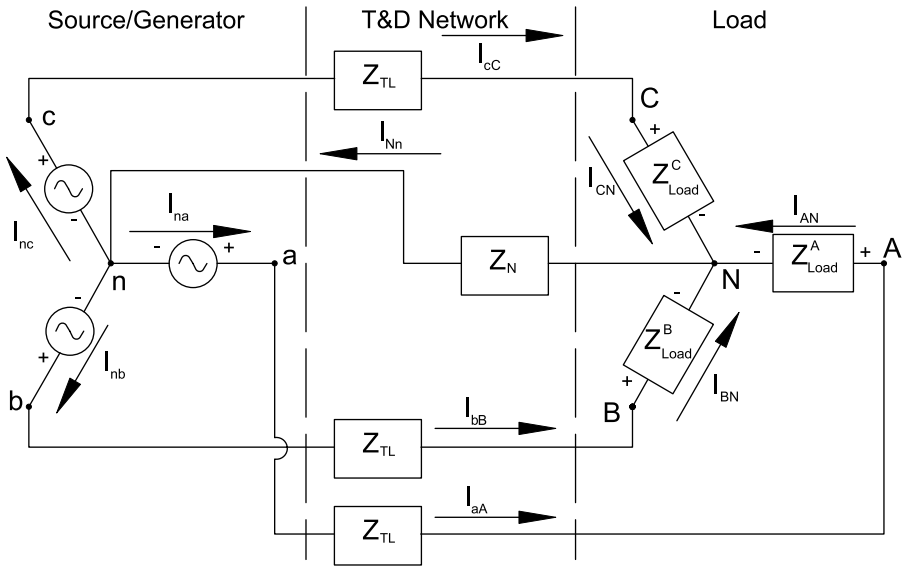 Source/Generator T&D Network Load
I_cC
Z_TL
c C
+ +
I_Nn
Z^C_Load
I_CN
I_nc - I_na - I_AN
- + - Z^A_Load + A
a
n Z_N N
- -
Z^B_Load
+ I_nb
+ I_BN
b B
I_bB
Z_TL
I_aA
Z_TL